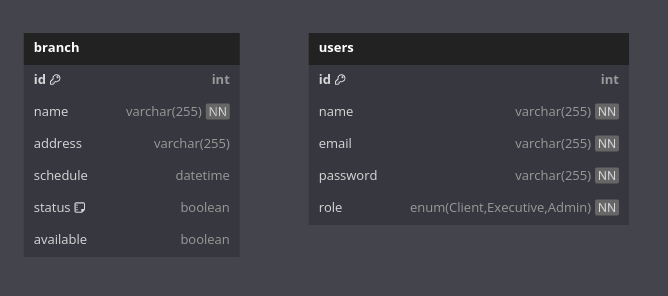 branch
id int
name varchar(255) NN
address varchar(255)
schedule datetime
status boolean
available boolean
users
id int
name varchar(255) NN
email varchar(255) NN
password varchar(255) NN
role enum(Client,Executive,Admin) NN